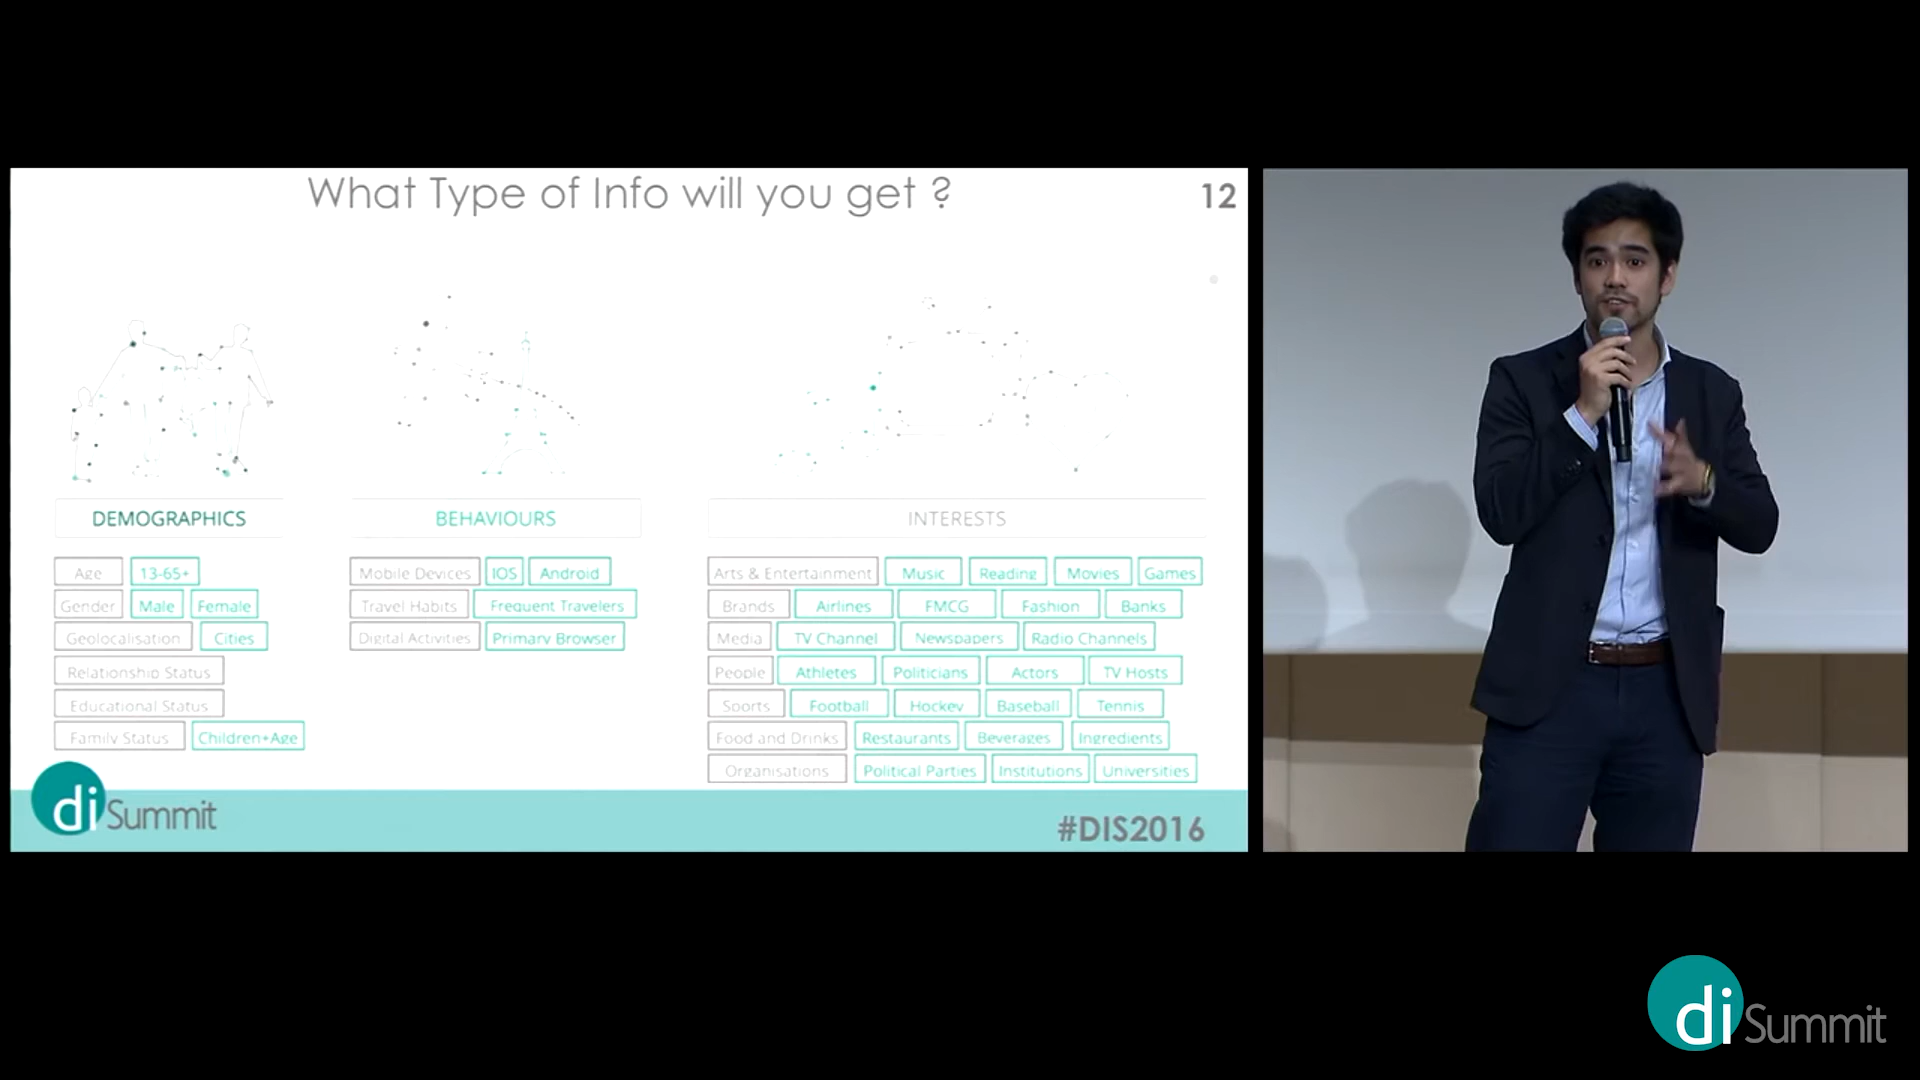 What Type of Info will you get ?
12
DEMOGRAPHICS
Age 13-65+
Gender Male Female
Geolocalisation Cities
Relationship Status
Educational Status
Family Status Children+Age
BEHAVIOURS
Mobile Devices IOS Android
Travel Habits Frequent Travelers
Digital Activities Primary Browser
INTERESTS
Arts & Entertainment Music Reading Movies Games
Brands Airlines FMCG Fashion Banks
Media TV Channel Newspapers Radio Channels
People Athletes Politicians Actors TV Hosts
Sports Football Hockey Baseball Tennis
Food and Drinks Restaurants Beverages Ingredients
Organisations Political Parties Institutions Universities
di Summit
#DIS2016
di Summit